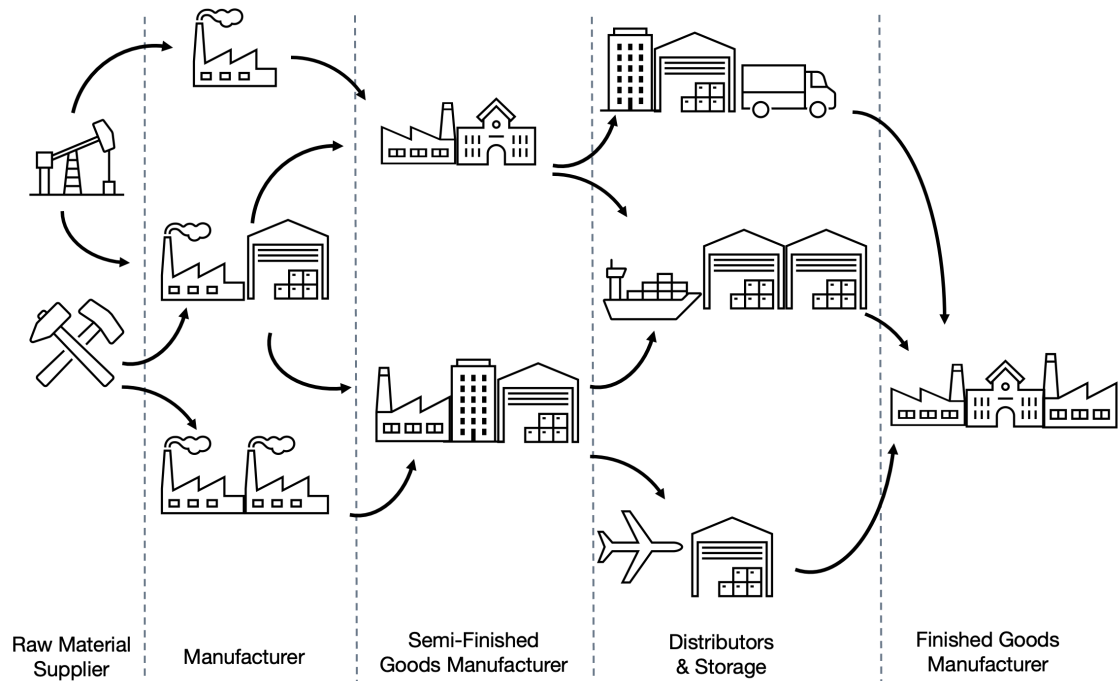 Raw Material
Supplier
Manufacturer
Semi-Finished
Goods Manufacturer
Distributors
& Storage
Finished Goods
Manufacturer